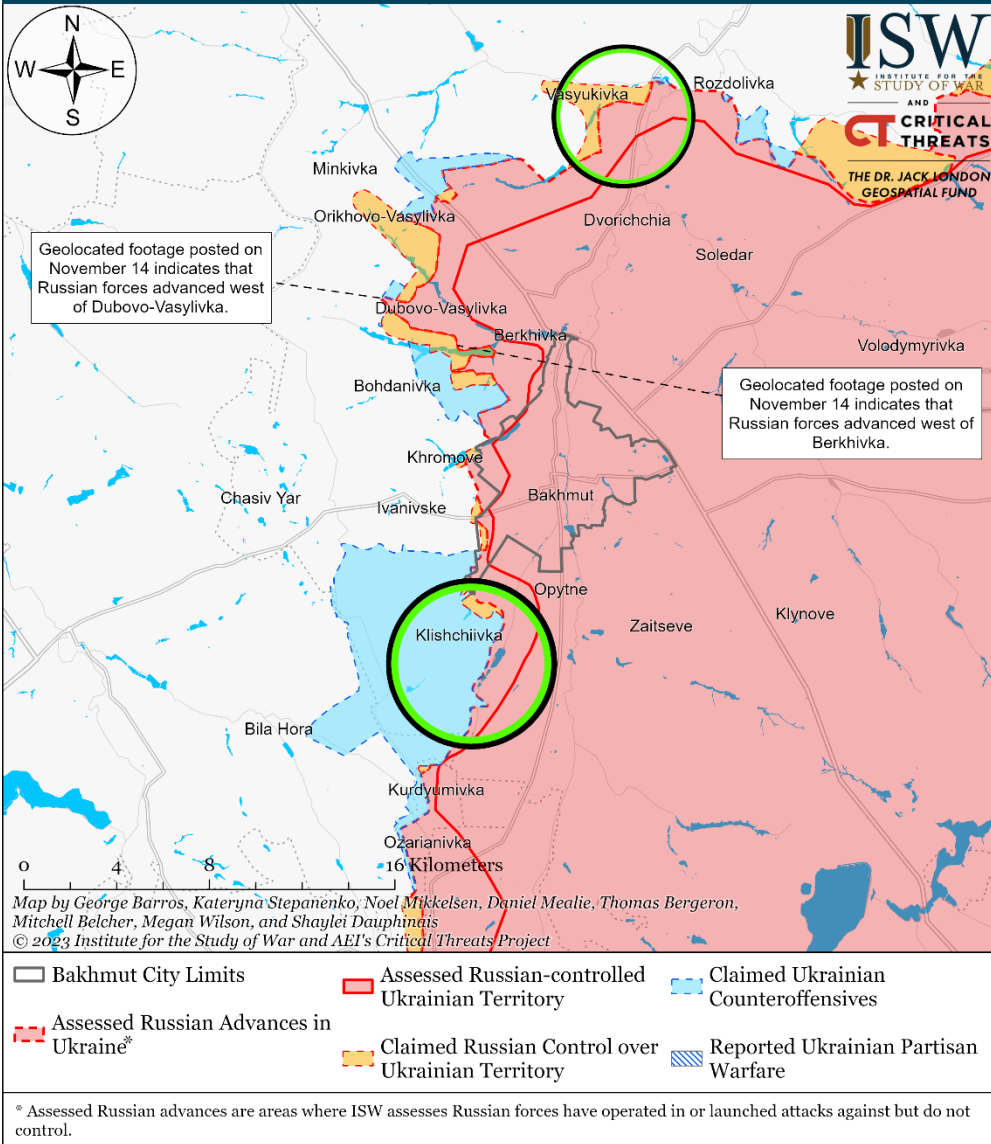 N
W E
S
ISW
INSTITUTE FOR THE
STUDY OF WAR
AND
CT CRITICAL
THREATS
THE DR. JACK LONDON
GEOSPATIAL FUND
Vasyukivka
Rozdolivka
Minkivka
Orikhovo-Vasylivka
Dvorichchia
Soledar
Geolocated footage posted on
November 14 indicates that
Russian forces advanced west
of Dubovo-Vasylivka.
Dubovo-Vasylivka
Berkhivka
Volodymyrivka
Bohdanivka
Geolocated footage posted on
November 14 indicates that
Russian forces advanced west of
Berkhivka.
Khromove
Chasiv Yar
Ivanivske
Bakhmut
Opytne
Klishchiivka
Zaitseve
Klynove
Bila Hora
Kurdyumivka
Ozarianivka
0 4 8 16 Kilometers
Map by George Barros, Kateryna Stepanenko, Noel Mikkelsen, Daniel Mealie, Thomas Bergeron,
Mitchell Belcher, Megan Wilson, and Shaylei Dauphinais
© 2023 Institute for the Study of War and AEI's Critical Threats Project
Bakhmut City Limits
Assessed Russian Advances in
Ukraine*
Assessed Russian-controlled
Ukrainian Territory
Claimed Russian Control over
Ukrainian Territory
Claimed Ukrainian
Counteroffensives
Reported Ukrainian Partisan
Warfare
* Assessed Russian advances are areas where ISW assesses Russian forces have operated in or launched attacks against but do not
control.